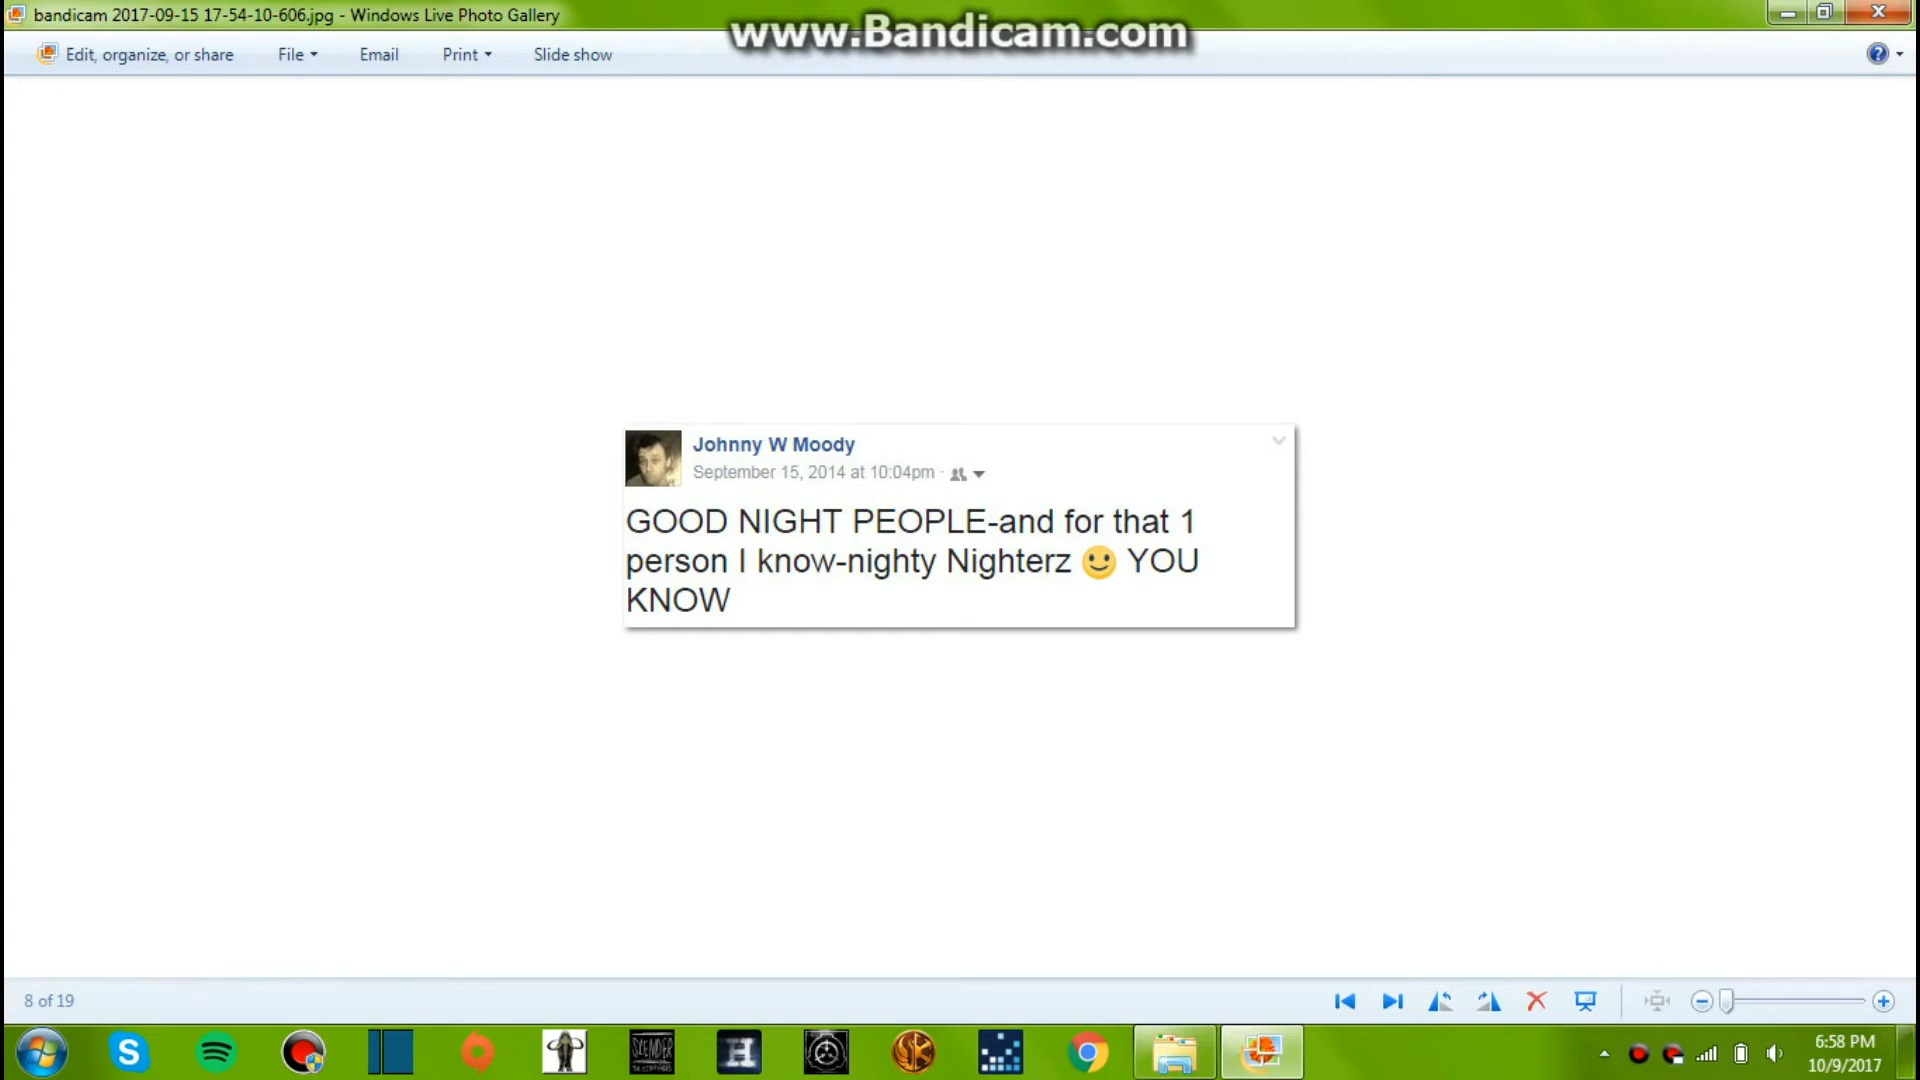 bandicam 2017-09-15 17-54-10-606.jpg - Windows Live Photo Gallery
www.Bandicam.com
Edit, organize, or share File Email Print Slide show
Johnny W Moody
September 15, 2014 at 10:04pm ·
GOOD NIGHT PEOPLE-and for that 1
person I know-nighty Nighterz 🙂 YOU
KNOW
8 of 19
SLENDER
H
6:58 PM
10/9/2017